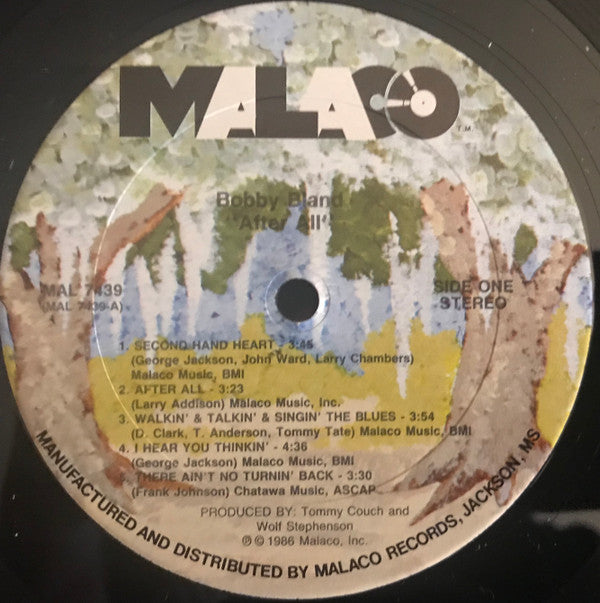 MALACO
T.M.
Bobby Bland
"After All"
MAL 7439
(MAL 7439-A)
SIDE ONE
STEREO
1. SECOND HAND HEART - 3:45
(George Jackson, John Ward, Larry Chambers)
Malaco Music, BMI
2. AFTER ALL - 3:23
(Larry Addison) Malaco Music, Inc.
3. WALKIN' & TALKIN' & SINGIN' THE BLUES - 3:54
(D. Clark, T. Anderson, Tommy Tate) Malaco Music, BMI
4. I HEAR YOU THINKIN' - 4:36
(George Jackson) Malaco Music, BMI
5. THERE AIN'T NO TURNIN' BACK - 3:30
(Frank Johnson) Chatawa Music, ASCAP
PRODUCED BY: Tommy Couch and
Wolf Stephenson
℗ © 1986 Malaco, Inc.
MANUFACTURED AND DISTRIBUTED BY MALACO RECORDS, JACKSON, MS